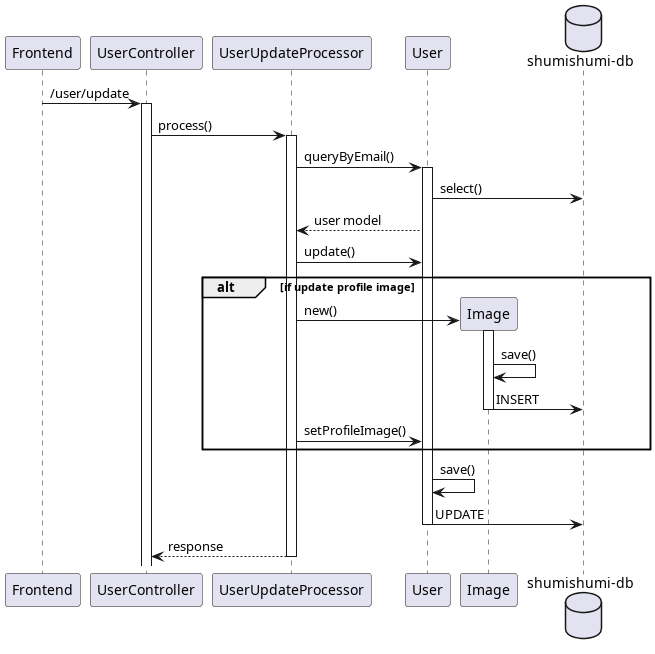 shumishumi-db
Frontend
UserController
UserUpdateProcessor
User
/user/update
process()
queryByEmail()
select()
user model
update()
alt
[if update profile image]
new()
Image
save()
INSERT
setProfileImage()
save()
UPDATE
response
Frontend
UserController
UserUpdateProcessor
User
Image
shumishumi-db